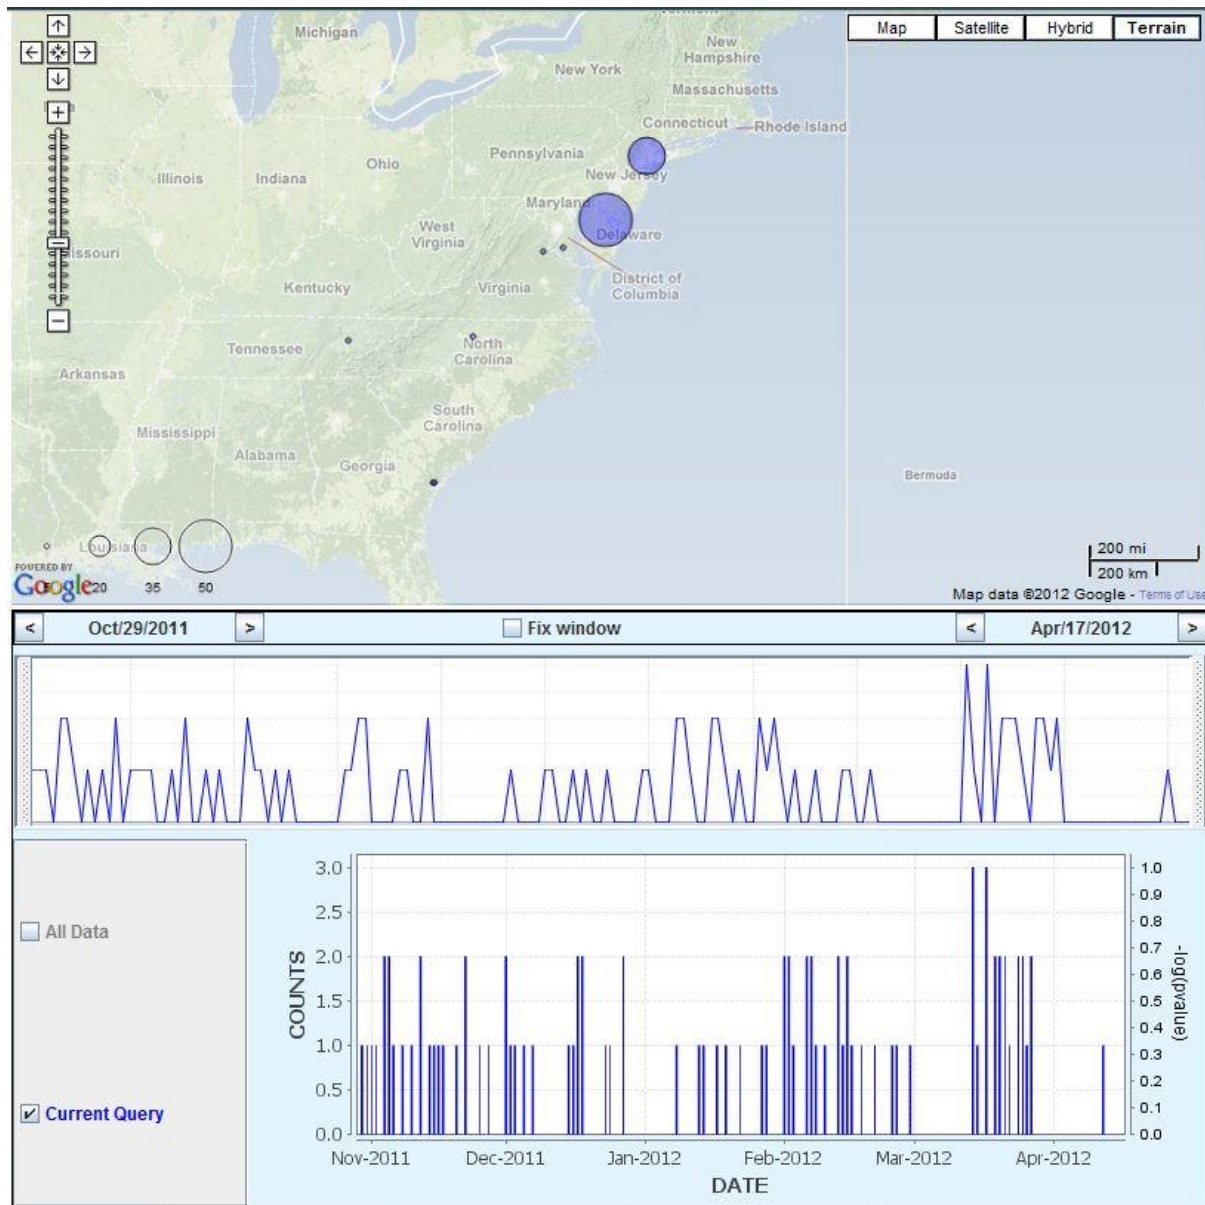 Michigan
New Hampshire
Map Satellite Hybrid Terrain
New York
Massachusetts
Connecticut Rhode Island
Pennsylvania
Ohio
Illinois Indiana
New Jersey
Maryland
West Virginia
Delaware
District of Columbia
Kentucky
Virginia
Tennessee
North Carolina
Arkansas
South Carolina
Mississippi
Alabama
Georgia
Bermuda
Louisiana
POWERED BY
Google
20 35 50
200 mi
200 km
Map data ©2012 Google - Terms of Use
< Oct/29/2011 > Fix window < Apr/17/2012 >
All Data
Current Query
COUNTS
3.0
2.5
2.0
1.5
1.0
0.5
0.0
1.0
0.9
0.8
0.7
0.6
0.5
0.4
0.3
0.2
0.1
0.0
-log(pvalue)
Nov-2011 Dec-2011 Jan-2012 Feb-2012 Mar-2012 Apr-2012
DATE